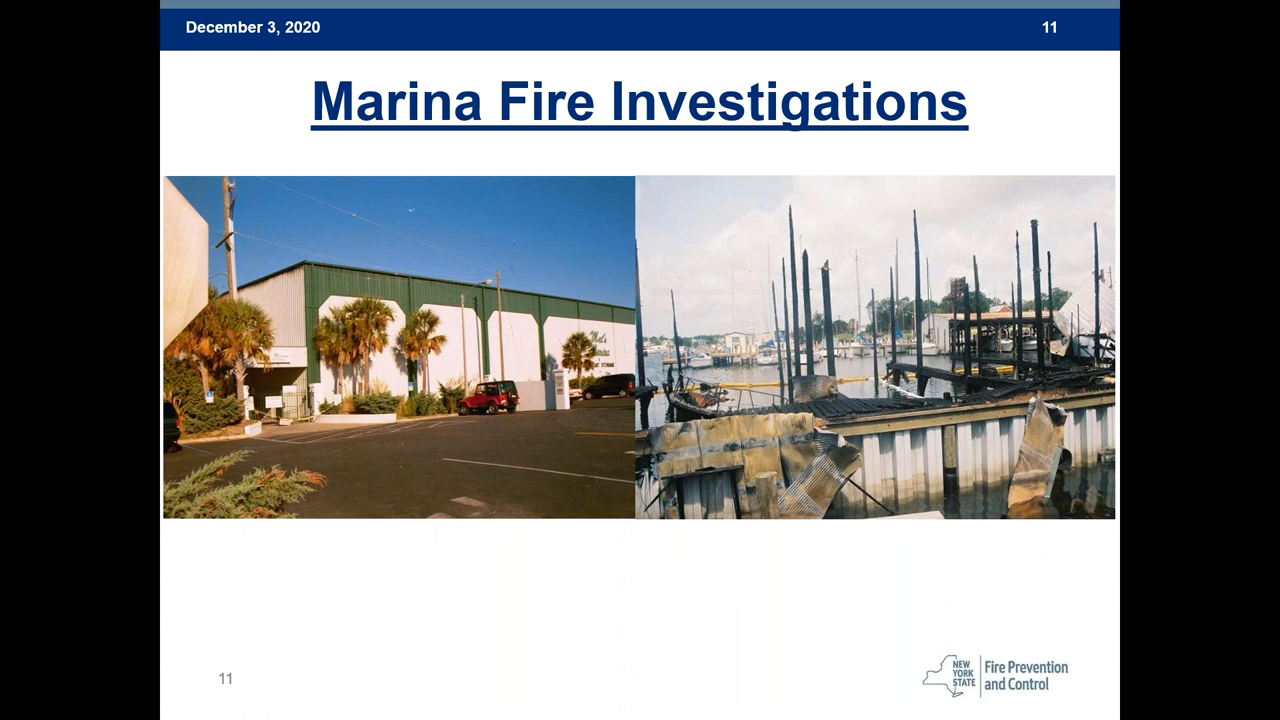 December 3, 2020
11
Marina Fire Investigations
11
NEW
YORK
STATE
Fire Prevention
and Control